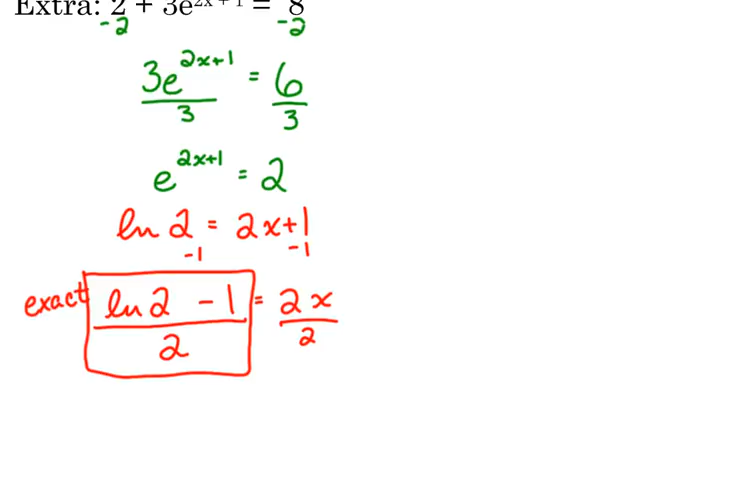 Extra: 2 + 3e^{2x + 1} = 8
-2 -2
3e^{2x+1} = 6
3 3
e^{2x+1} = 2
ln 2 = 2x+1
-1 -1
exact ln 2 - 1 = 2x
2 2